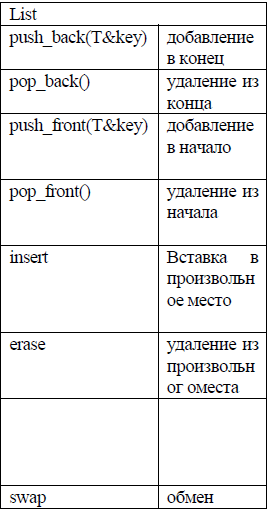 List
push_back(T&key) добавление
в конец
pop_back() удаление из
конца
push_front(T&key) добавление
в начало
pop_front() удаление из
начала
insert Вставка в
произвольн
ое место
erase удаление из
произвольн
ог оместа
swap обмен